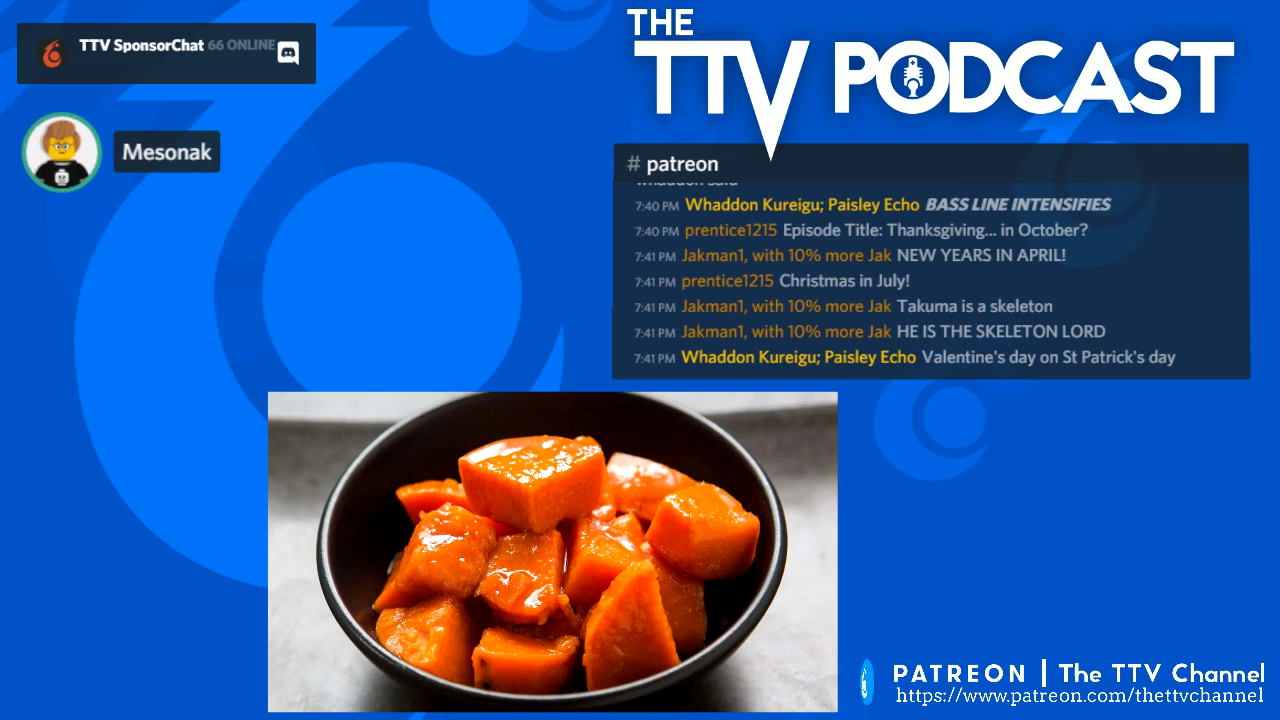 TTV SponsorChat 66 ONLINE
Mesonak
THE
TTV PODCAST
# patreon
whaddon said
7:40 PM Whaddon Kureigu; Paisley Echo BASS LINE INTENSIFIES
7:40 PM prentice1215 Episode Title: Thanksgiving... in October?
7:41 PM Jakman1, with 10% more Jak NEW YEARS IN APRIL!
7:41 PM prentice1215 Christmas in July!
7:41 PM Jakman1, with 10% more Jak Takuma is a skeleton
7:41 PM Jakman1, with 10% more Jak HE IS THE SKELETON LORD
7:41 PM Whaddon Kureigu; Paisley Echo Valentine's day on St Patrick's day
PATREON | The TTV Channel
https://www.patreon.com/thettvchannel